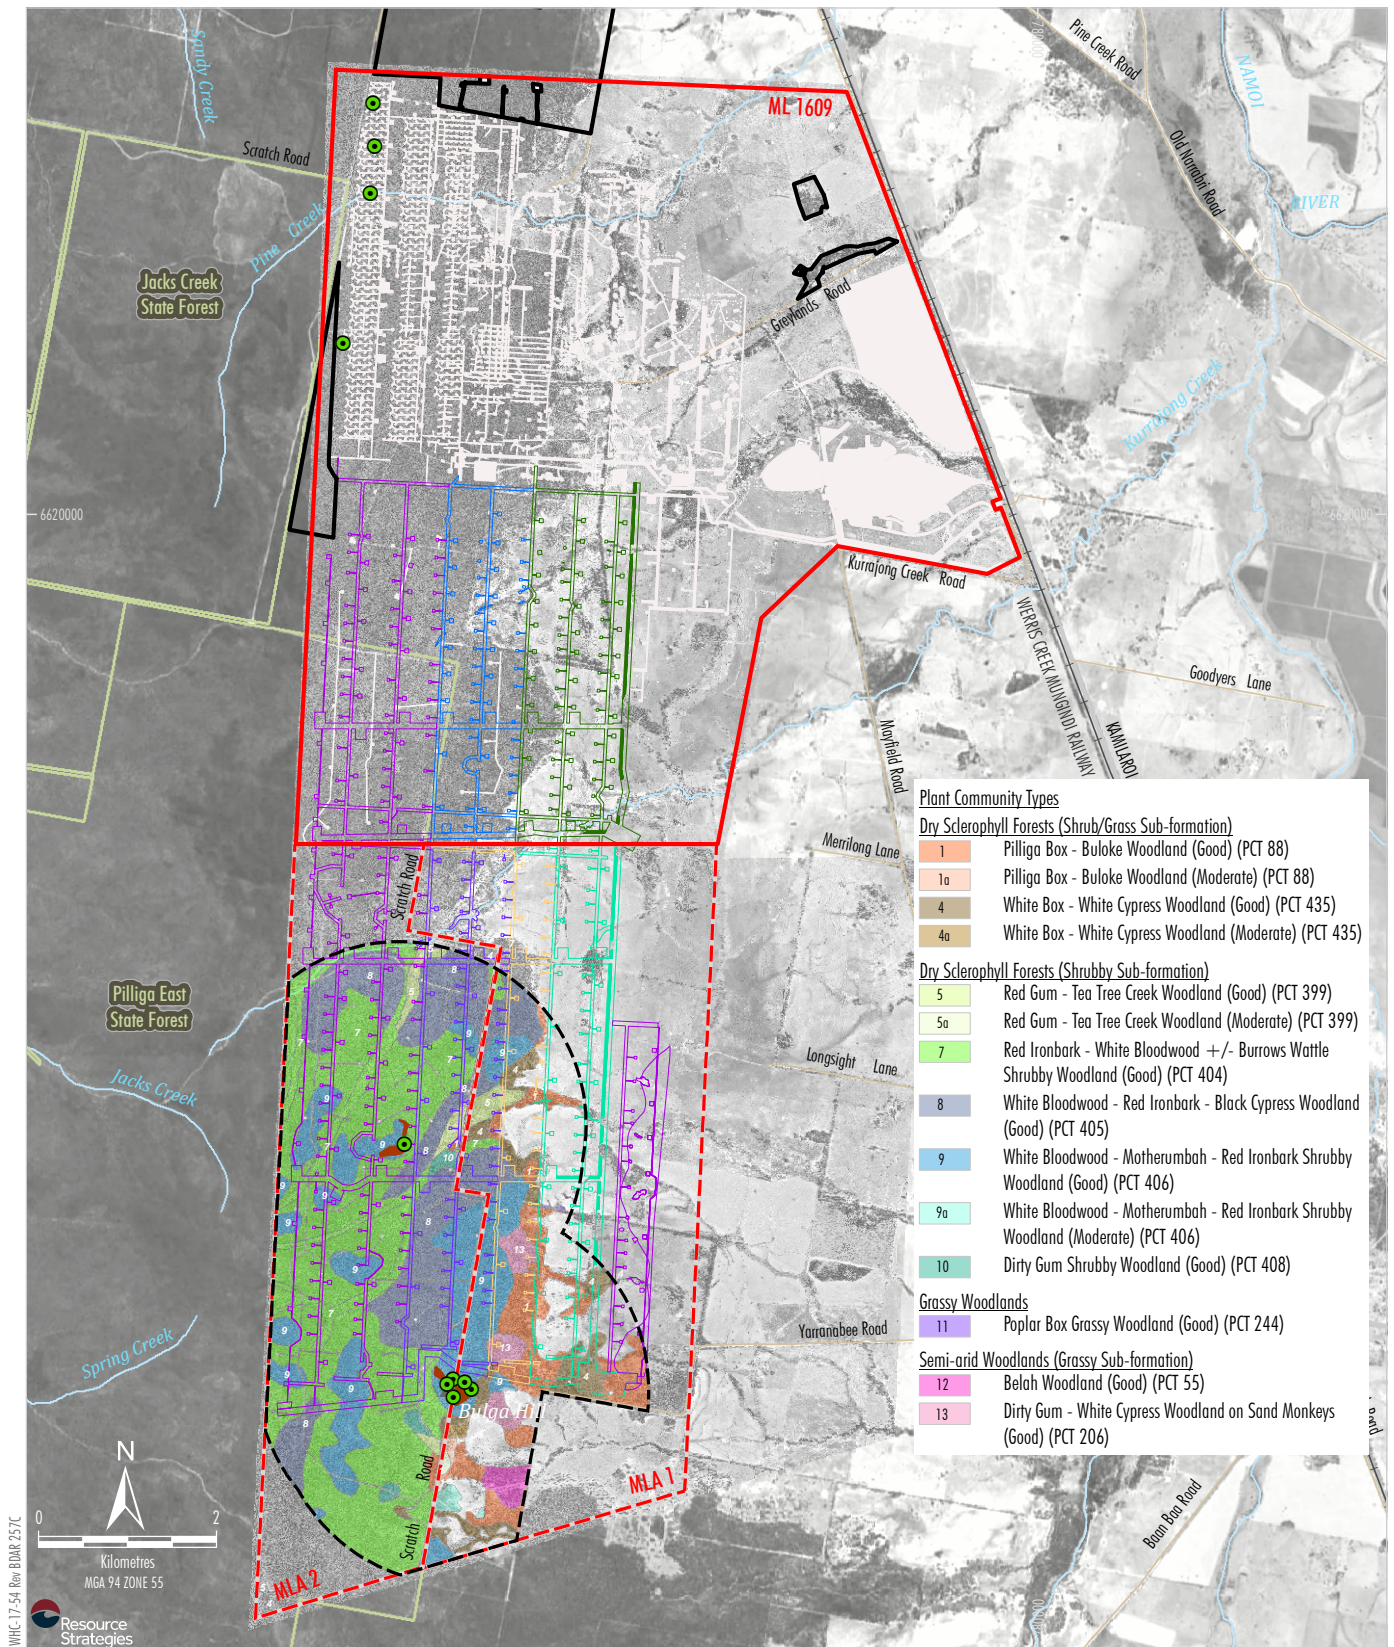 Sandy Creek
Scratch Road
Pine Creek
Jacks Creek
State Forest
ML 1609
Pine Creek Road
NAMOI
RIVER
Old Narrabri Road
Greylands Road
Kurrajong Creek
6620000
6620000
Kurrajong Creek Road
WERRIS CREEK MUNGINDI RAILWAY
KAMILAROI
Goodyers Lane
Mayfield Road
Merrilong Lane
Scratch Road
Pilliga East
State Forest
Jacks Creek
Longsight Lane
Yarranabee Road
Spring Creek
Bulga Hill
Scratch Road
MLA 1
MLA 2
Baan Baa Road
Road
Plant Community Types
Dry Sclerophyll Forests (Shrub/Grass Sub-formation)
1 Pilliga Box - Buloke Woodland (Good) (PCT 88)
1a Pilliga Box - Buloke Woodland (Moderate) (PCT 88)
4 White Box - White Cypress Woodland (Good) (PCT 435)
4a White Box - White Cypress Woodland (Moderate) (PCT 435)
Dry Sclerophyll Forests (Shrubby Sub-formation)
5 Red Gum - Tea Tree Creek Woodland (Good) (PCT 399)
5a Red Gum - Tea Tree Creek Woodland (Moderate) (PCT 399)
7 Red Ironbark - White Bloodwood +/- Burrows Wattle
Shrubby Woodland (Good) (PCT 404)
8 White Bloodwood - Red Ironbark - Black Cypress Woodland
(Good) (PCT 405)
9 White Bloodwood - Motherumbah - Red Ironbark Shrubby
Woodland (Good) (PCT 406)
9a White Bloodwood - Motherumbah - Red Ironbark Shrubby
Woodland (Moderate) (PCT 406)
10 Dirty Gum Shrubby Woodland (Good) (PCT 408)
Grassy Woodlands
11 Poplar Box Grassy Woodland (Good) (PCT 244)
Semi-arid Woodlands (Grassy Sub-formation)
12 Belah Woodland (Good) (PCT 55)
13 Dirty Gum - White Cypress Woodland on Sand Monkeys
(Good) (PCT 206)
N
0 2
Kilometres
MGA 94 ZONE 55
WHC-17-54 Rev BDAR 257C
Resource
Strategies